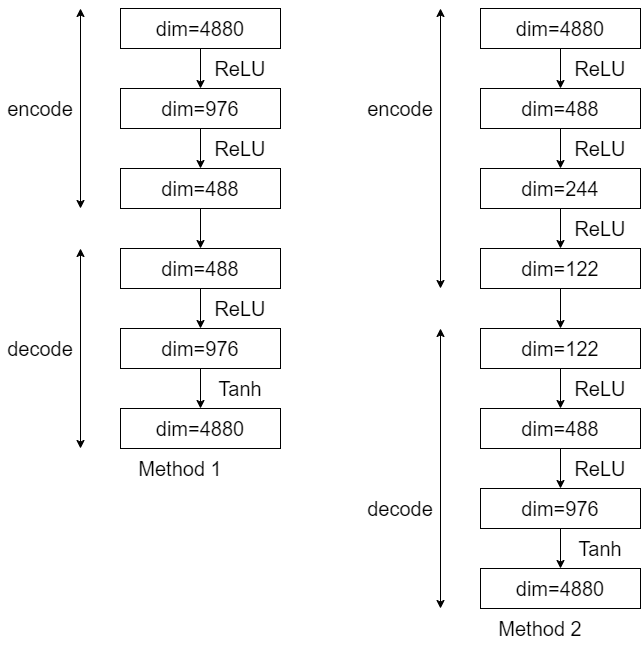 dim=4880
ReLU
encode
dim=976
ReLU
dim=488
dim=488
ReLU
decode
dim=976
Tanh
dim=4880
Method 1
dim=4880
ReLU
encode
dim=488
ReLU
dim=244
ReLU
dim=122
dim=122
ReLU
dim=488
ReLU
decode
dim=976
Tanh
dim=4880
Method 2